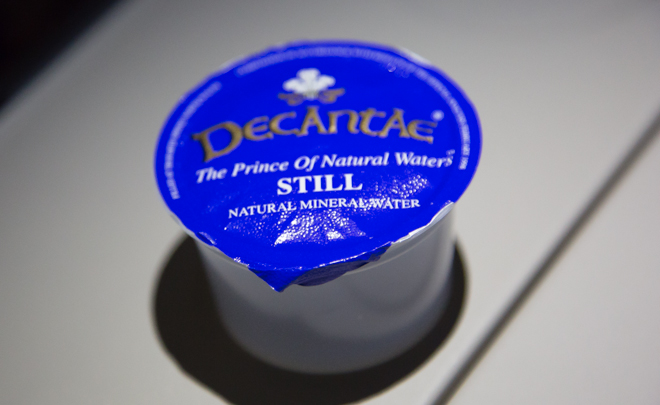 DECANTAE®
The Prince Of Natural Waters
STILL
NATURAL MINERAL WATER